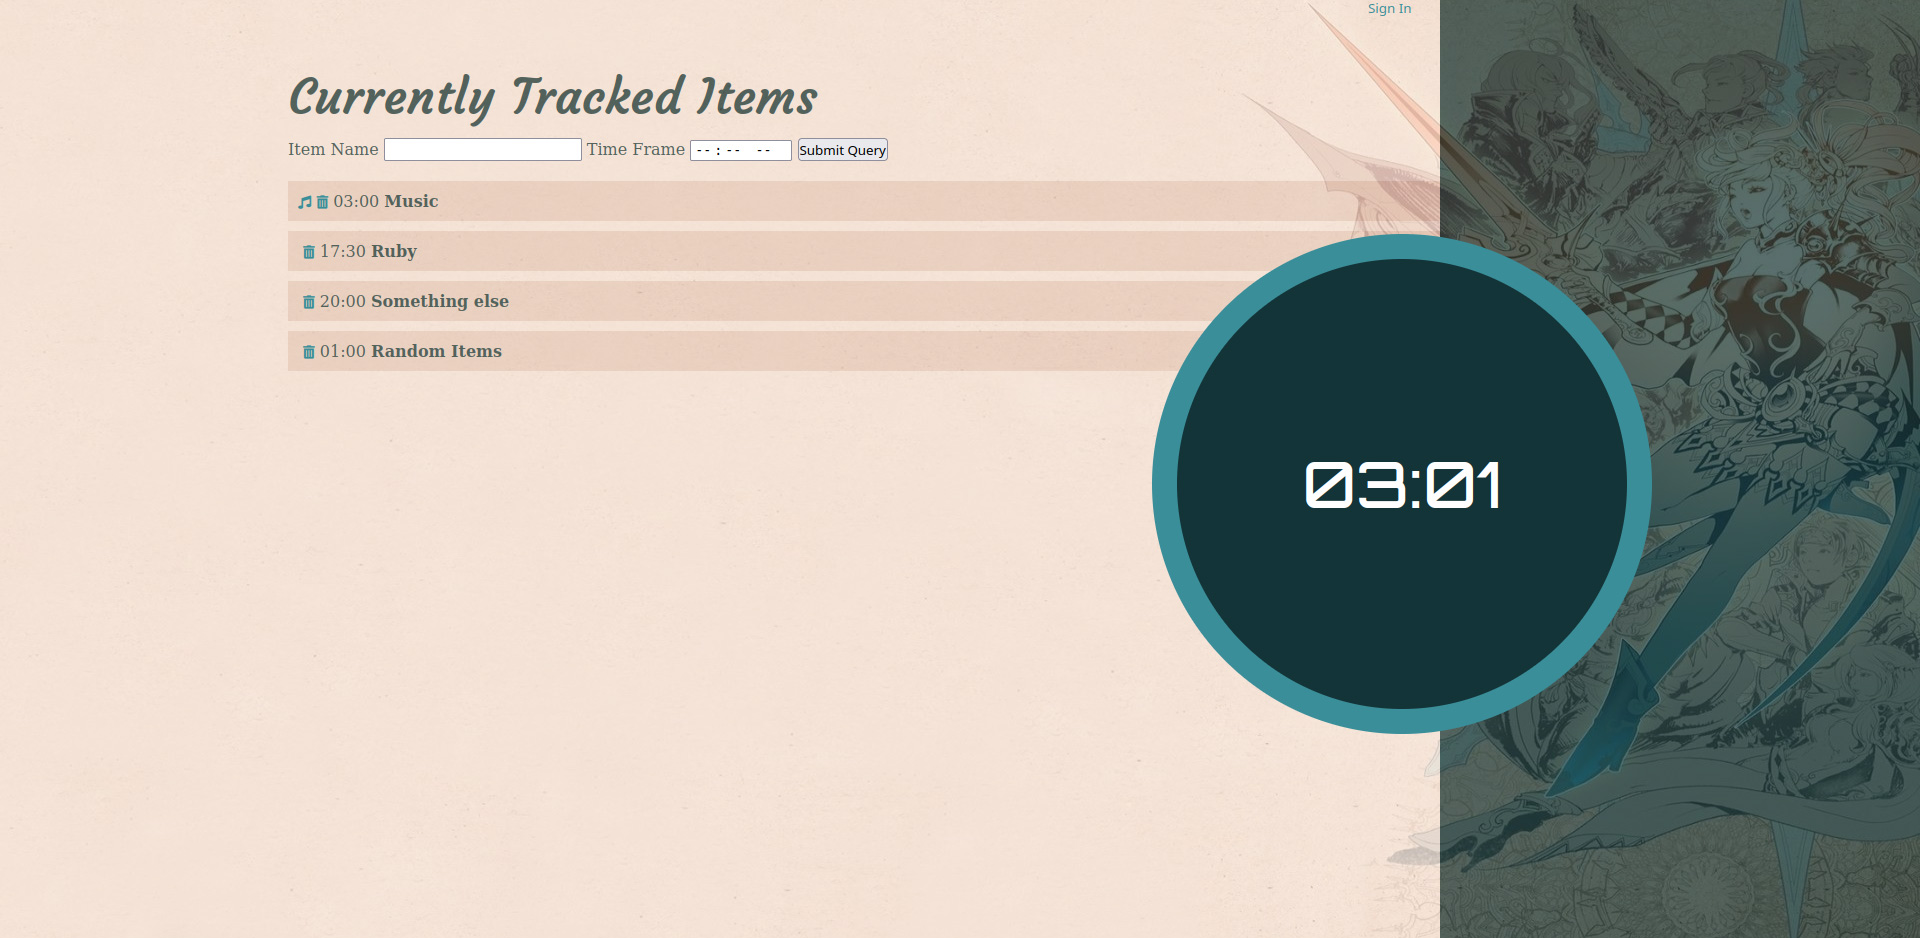 Sign In
Currently Tracked Items
Item Name Time Frame --:-- -- Submit Query
03:00 Music
17:30 Ruby
20:00 Something else
01:00 Random Items
03:01